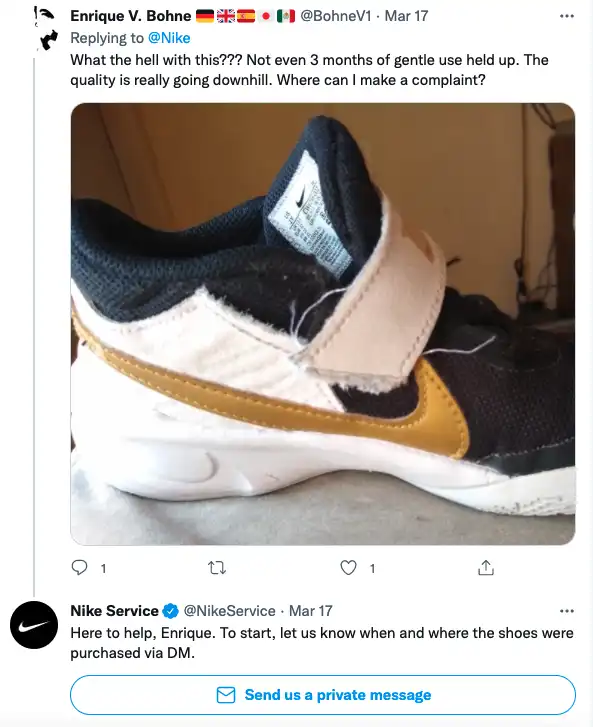 Enrique V. Bohne 🇩🇪🇬🇧🇪🇸🇯🇵🇲🇽 @BohneV1 · Mar 17
Replying to @Nike
What the hell with this??? Not even 3 months of gentle use held up. The
quality is really going downhill. Where can I make a complaint?
1
1
Nike Service @NikeService · Mar 17
Here to help, Enrique. To start, let us know when and where the shoes were
purchased via DM.
Send us a private message